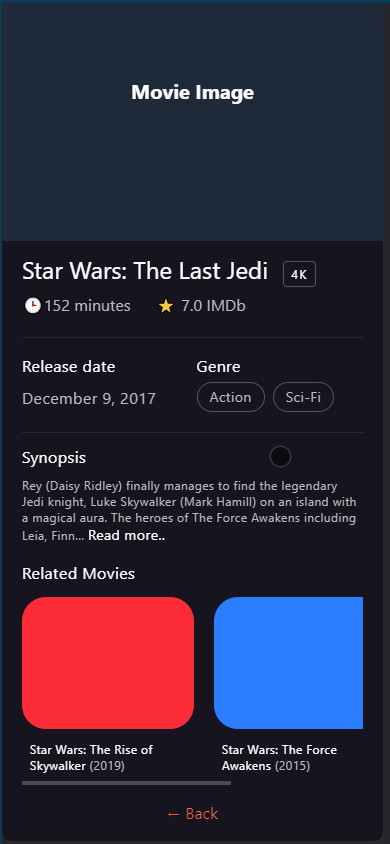 Movie Image
Star Wars: The Last Jedi 4K
152 minutes 7.0 IMDb
Release date Genre
December 9, 2017 Action Sci-Fi
Synopsis
Rey (Daisy Ridley) finally manages to find the legendary
Jedi knight, Luke Skywalker (Mark Hamill) on an island with
a magical aura. The heroes of The Force Awakens including
Leia, Finn... Read more..
Related Movies
Star Wars: The Rise of
Skywalker (2019)
Star Wars: The Force
Awakens (2015)
← Back